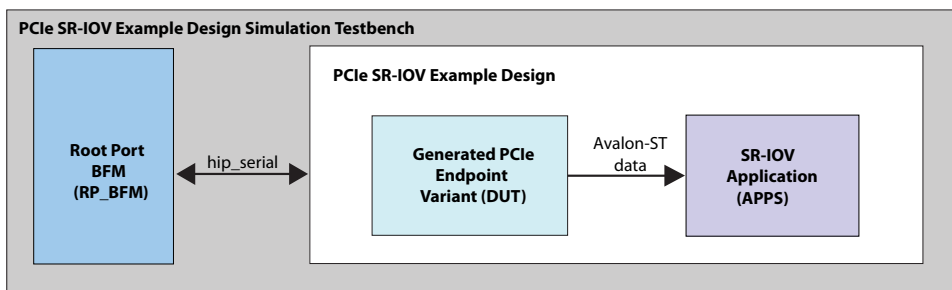 PCIe SR-IOV Example Design Simulation Testbench
PCIe SR-IOV Example Design
Root Port
BFM
(RP_BFM)
hip_serial
Generated PCIe
Endpoint
Variant (DUT)
Avalon-ST
data
SR-IOV
Application
(APPS)